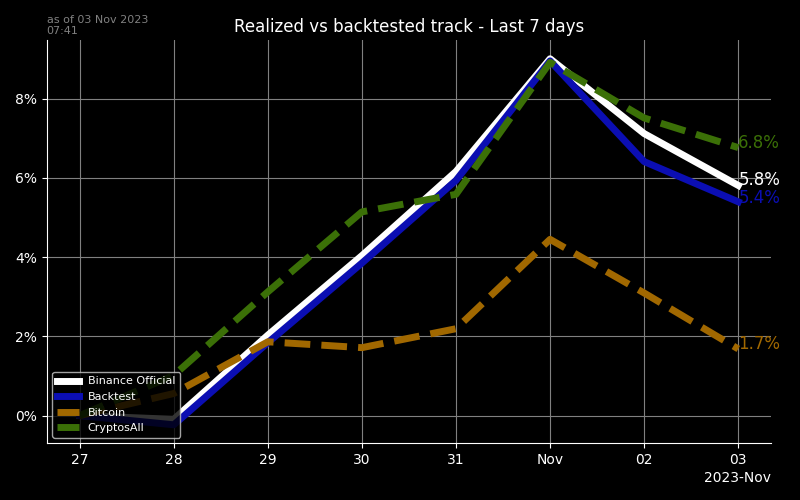 as of 03 Nov 2023
07:41
Realized vs backtested track - Last 7 days
8%
6%
4%
2%
0%
6.8%
5.8%
5.4%
1.7%
Binance Official
Backtest
Bitcoin
CryptosAll
27 28 29 30 31 Nov 02 03
2023-Nov